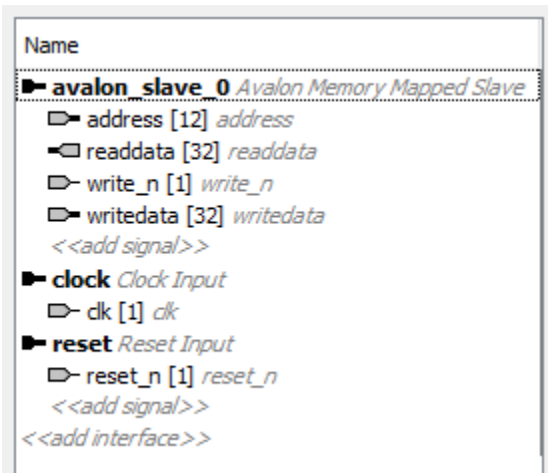 Name
avalon_slave_0 Avalon Memory Mapped Slave
address [12] address
readdata [32] readdata
write_n [1] write_n
writedata [32] writedata
<<add signal>>
clock Clock Input
clk [1] clk
reset Reset Input
reset_n [1] reset_n
<<add signal>>
<<add interface>>